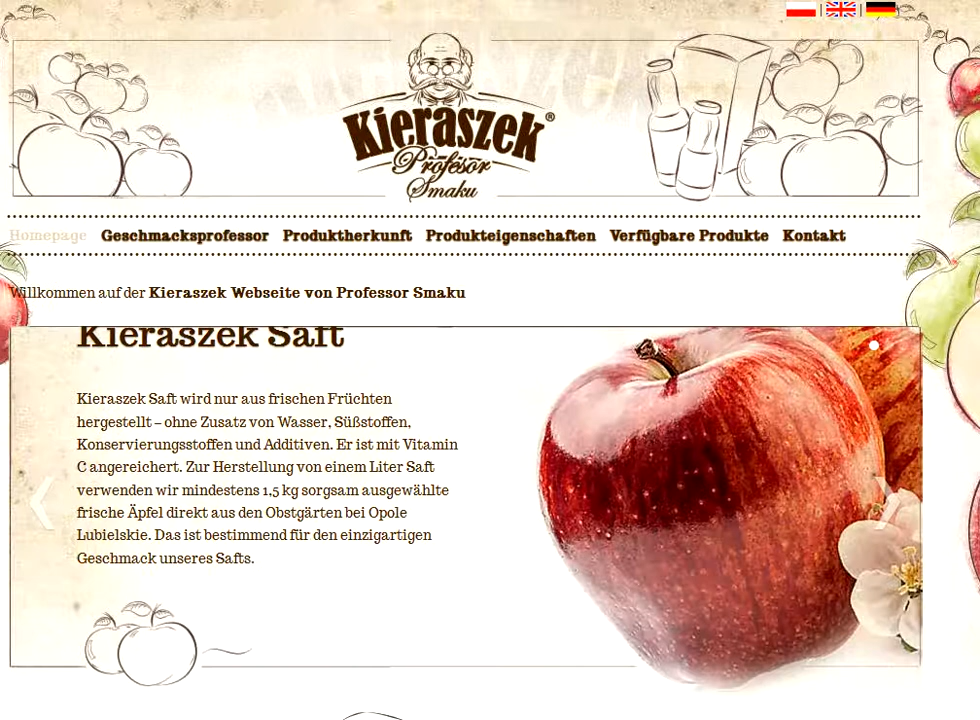 Kieraszek®
Profesor
Smaku
Homepage Geschmacksprofessor Produktherkunft Produkteigenschaften Verfügbare Produkte Kontakt
Willkommen auf der Kieraszek Webseite von Professor Smaku
Kieraszek Saft
Kieraszek Saft wird nur aus frischen Früchten
hergestellt – ohne Zusatz von Wasser, Süßstoffen,
Konservierungsstoffen und Additiven. Er ist mit Vitamin
C angereichert. Zur Herstellung von einem Liter Saft
verwenden wir mindestens 1,5 kg sorgsam ausgewählte
frische Äpfel direkt aus den Obstgärten bei Opole
Lubielskie. Das ist bestimmend für den einzigartigen
Geschmack unseres Safts.